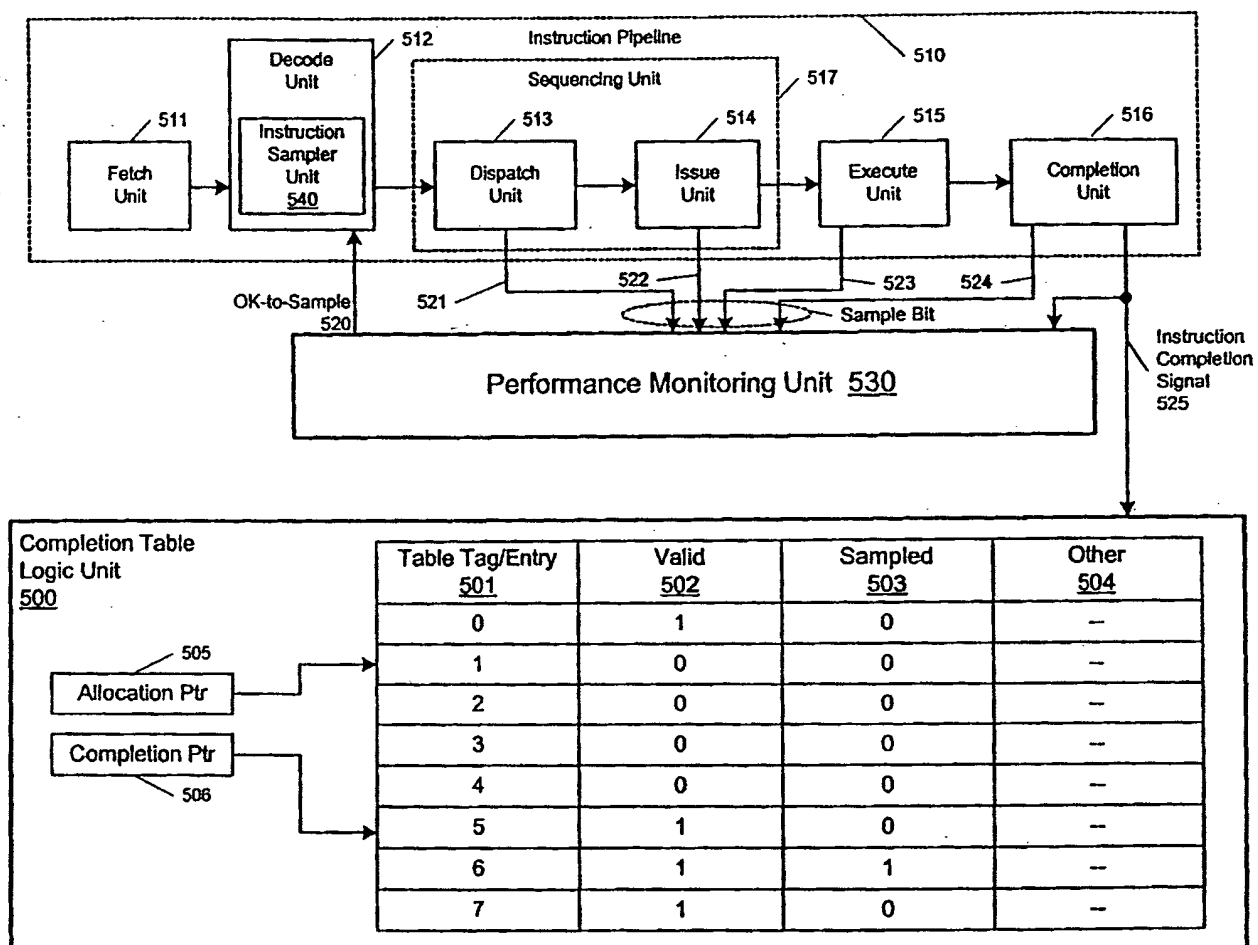 Instruction Pipeline
510
Decode
Unit
512
Sequencing Unit
517
511
Fetch
Unit
Instruction
Sampler
Unit
540
513
Dispatch
Unit
514
Issue
Unit
515
Execute
Unit
516
Completion
Unit
OK-to-Sample
520
521
522
523
524
Sample Bit
Instruction
Completion
Signal
525
Performance Monitoring Unit 530
Completion Table
Logic Unit
500
505
Allocation Ptr
Completion Ptr
506
Table Tag/Entry Valid Sampled Other
501 502 503 504
0 1 0 --
1 0 0 --
2 0 0 --
3 0 0 --
4 0 0 --
5 1 0 --
6 1 1 --
7 1 0 --